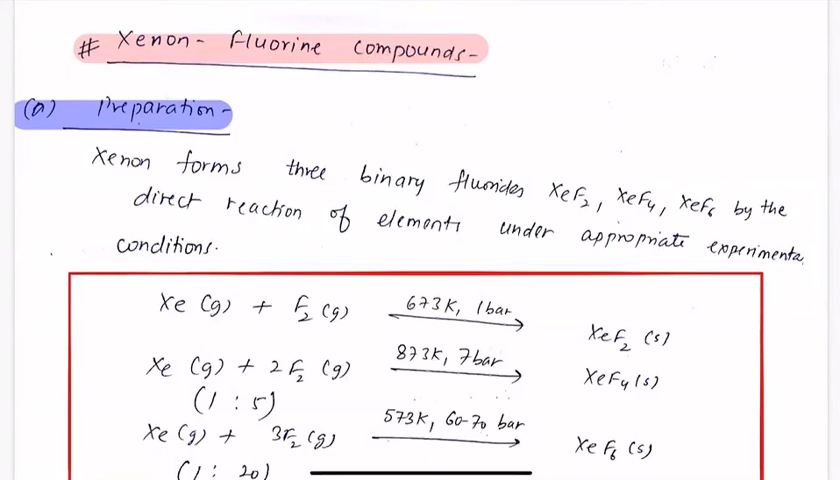 # Xenon - fluorine compounds -
(a) Preparation -
Xenon forms three binary fluorides XeF₂, XeF₄, XeF₆ by the
direct reaction of elements under appropriate experimenta
conditions.
Xe (g) + F₂ (g) 673K, 1bar → XeF₂ (s)
Xe (g) + 2F₂ (g) 873K, 7bar → XeF₄ (s)
(1 : 5)
Xe (g) + 3F₂ (g) 573K, 60-70 bar → XeF₆ (s)
(1 : 20)